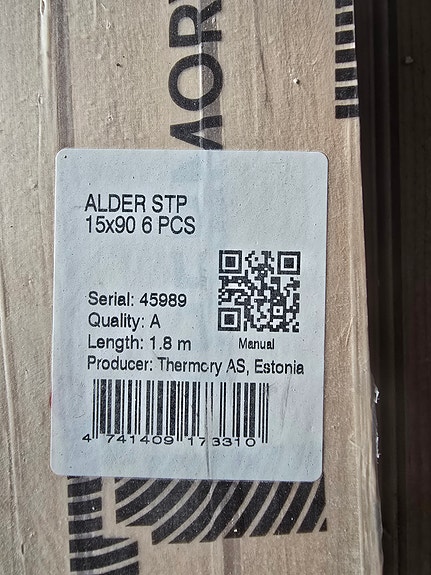 MORY
ALDER STP
15x90 6 PCS
Serial: 45989
Quality: A
Length: 1.8 m
Manual
Producer: Thermory AS, Estonia
4 741409 173310